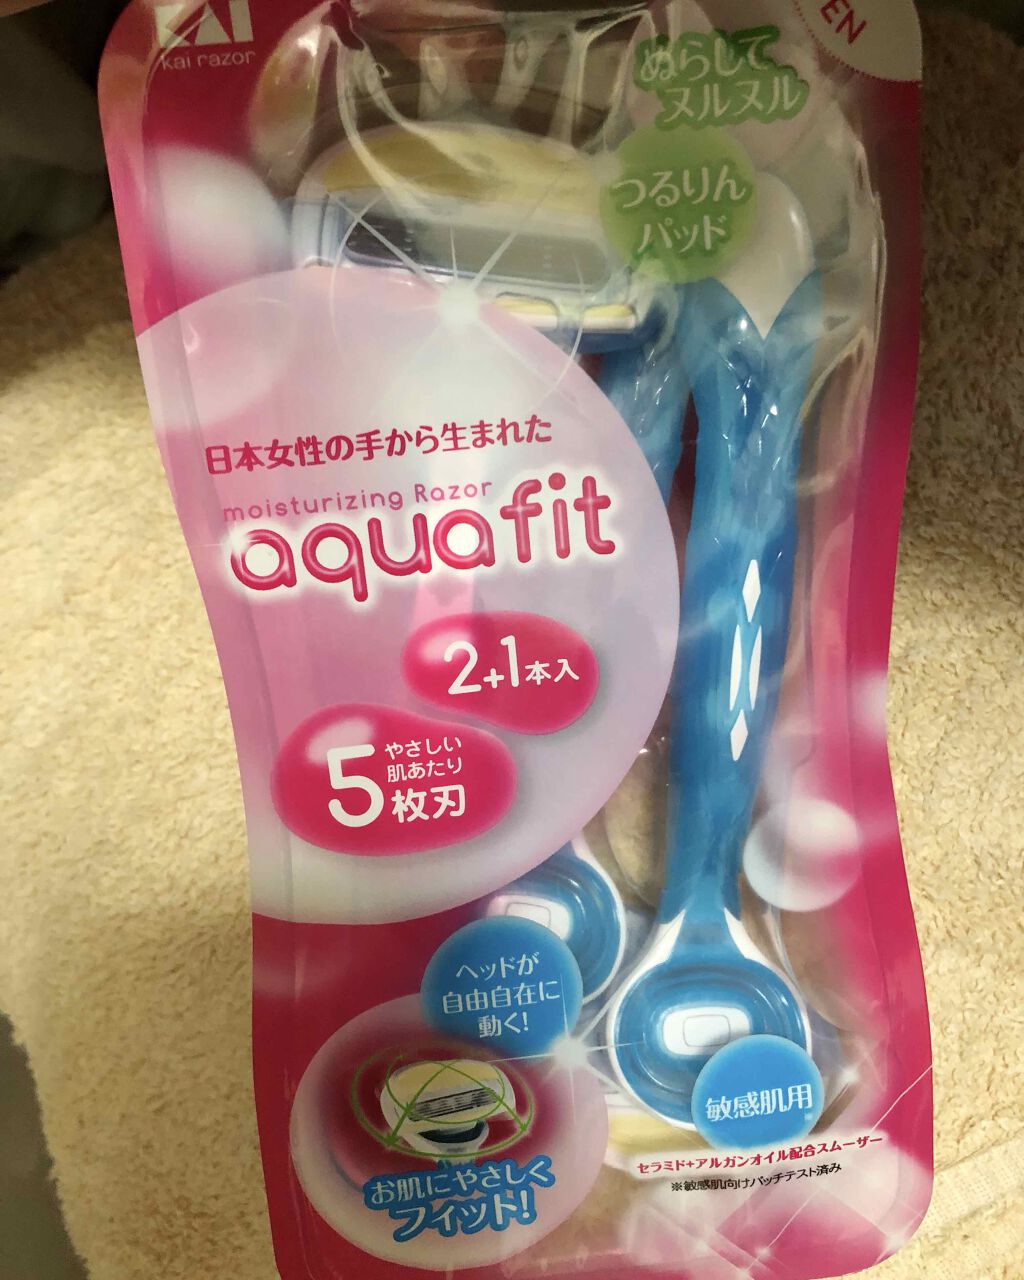 KAI
kai razor
EN
ぬらして
ヌルヌル
つるりん
パッド
日本女性の手から生まれた
moisturizing Razor
aquafit
2+1本入
5
やさしい
肌あたり
枚刃
ヘッドが
自由自在に
動く!
敏感肌用
※
お肌にやさしく
フィット!
セラミド+アルガンオイル配合スムーザー
※敏感肌向けパッチテスト済み